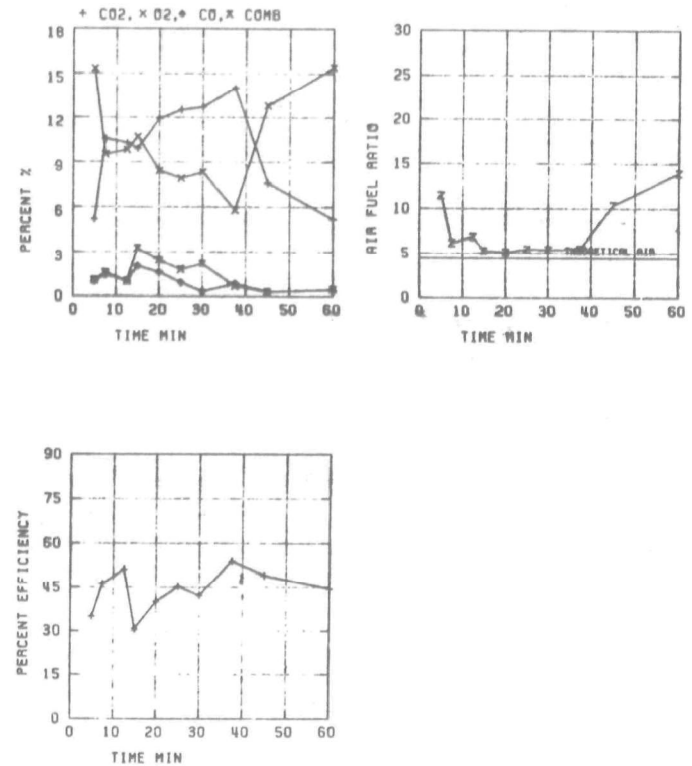 + CO2, × O2, ♦ CO, ⁎ COMB
18
15
12
9
6
3
0
PERCENT %
0 10 20 30 40 50 60
TIME MIN
30
25
20
15
10
5
0
AIR FUEL RATIO
THEORETICAL AIR
0 10 20 30 40 50 60
TIME MIN
90
75
60
45
30
15
0
PERCENT EFFICIENCY
0 10 20 30 40 50 60
TIME MIN